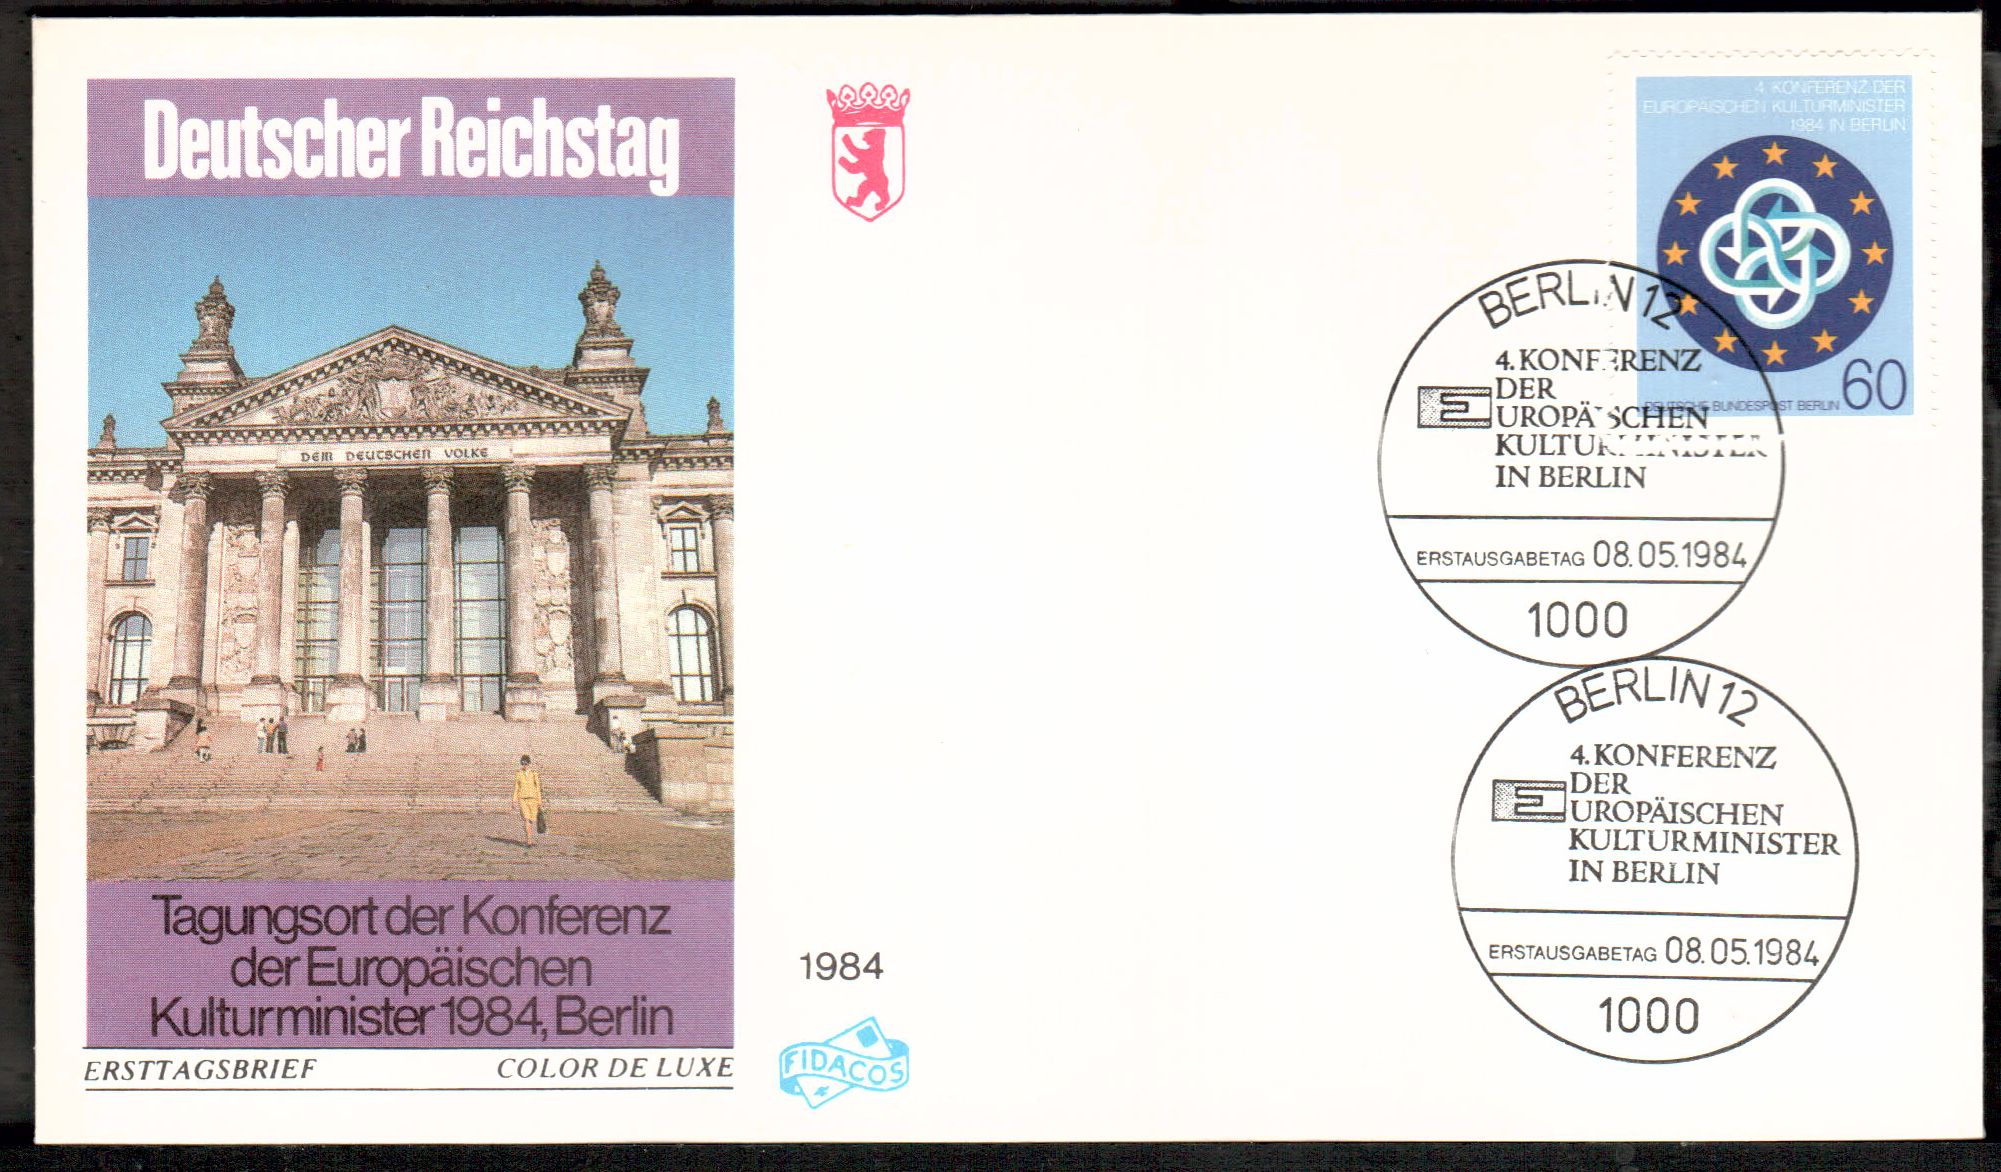 Deutscher Reichstag
DEM DEUTSCHEN VOLKE
Tagungsort der Konferenz
der Europäischen
Kulturminister 1984, Berlin
ERSTTAGSBRIEF COLOR DE LUXE
1984
FIDACOS
4. KONFERENZ DER
EUROPÄISCHEN KULTURMINISTER
1984 IN BERLIN
60
DEUTSCHE BUNDESPOST BERLIN
BERLIN 12
4. KONFERENZ
DER
EUROPÄISCHEN
KULTURMINISTER
IN BERLIN
ERSTAUSGABETAG 08.05.1984
1000
BERLIN 12
4. KONFERENZ
DER
EUROPÄISCHEN
KULTURMINISTER
IN BERLIN
ERSTAUSGABETAG 08.05.1984
1000